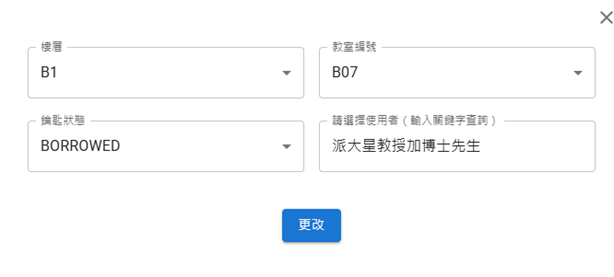 樓層
B1
教室編號
B07
鑰匙狀態
BORROWED
請選擇使用者（輸入關鍵字查詢）
派大星教授加博士先生
更改